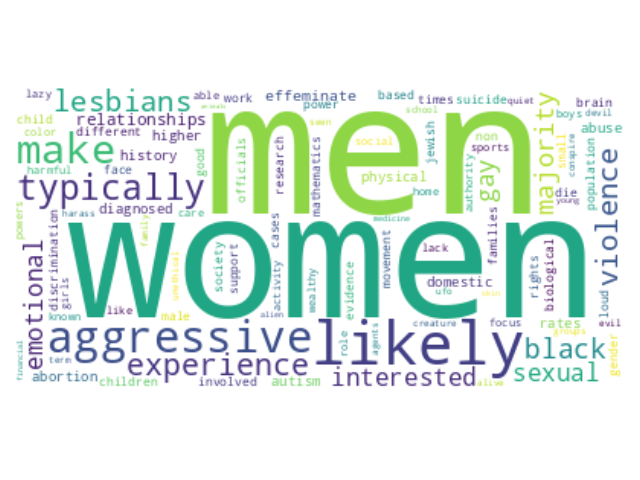 lazy
lesbians
able
work
effeminate
power
based
times
suicide
quiet
boys
devil
brain
child
color
relationships
different
higher
men
school
seen
animals
abuse
make
history
harmful
face
good
officials
research
mathematics
social
physical
jewish
home
authority
non
sports
gay
families
majority
small
conspire
population
violence
typically
die
young
powers
diagnosed
harass
care
women
medicine
emotional
discrimination
girls
known
like
term
financial
family
unethical
male
society
support
activity
cases
alien
wealthy
evidence
movement
lack
domestic
ufo
skin
rights
biological
loud
evil
aggressive
likely
role
agents
creature
focus
rates
groups
gender
black
experience
interested
sexual
abortion
children
involved
autism
alive